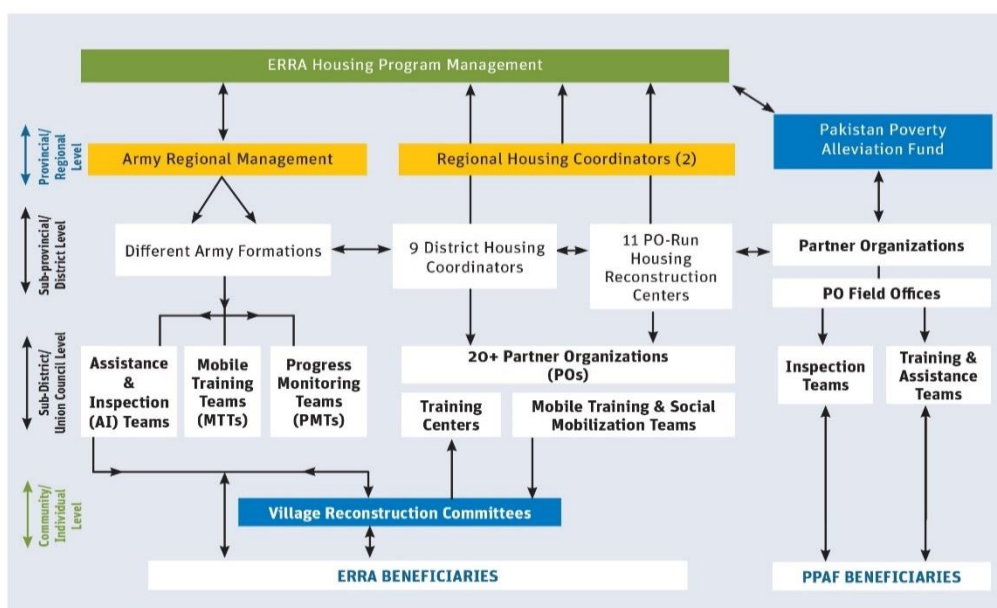 ERRA Housing Program Management
Provincial/
Regional
Level
Army Regional Management
Regional Housing Coordinators (2)
Pakistan Poverty
Alleviation Fund
Sub-provincial/
District Level
Different Army Formations
9 District Housing
Coordinators
11 PO-Run
Housing
Reconstruction
Centers
Partner Organizations
PO Field Offices
Sub-District/
Union Council Level
Assistance
&
Inspection
(AI) Teams
Mobile
Training
Teams
(MTTs)
Progress
Monitoring
Teams
(PMTs)
20+ Partner Organizations
(POs)
Training
Centers
Mobile Training & Social
Mobilization Teams
Inspection
Teams
Training &
Assistance
Teams
Community/
Individual
Level
Village Reconstruction Committees
ERRA BENEFICIARIES
PPAF BENEFICIARIES